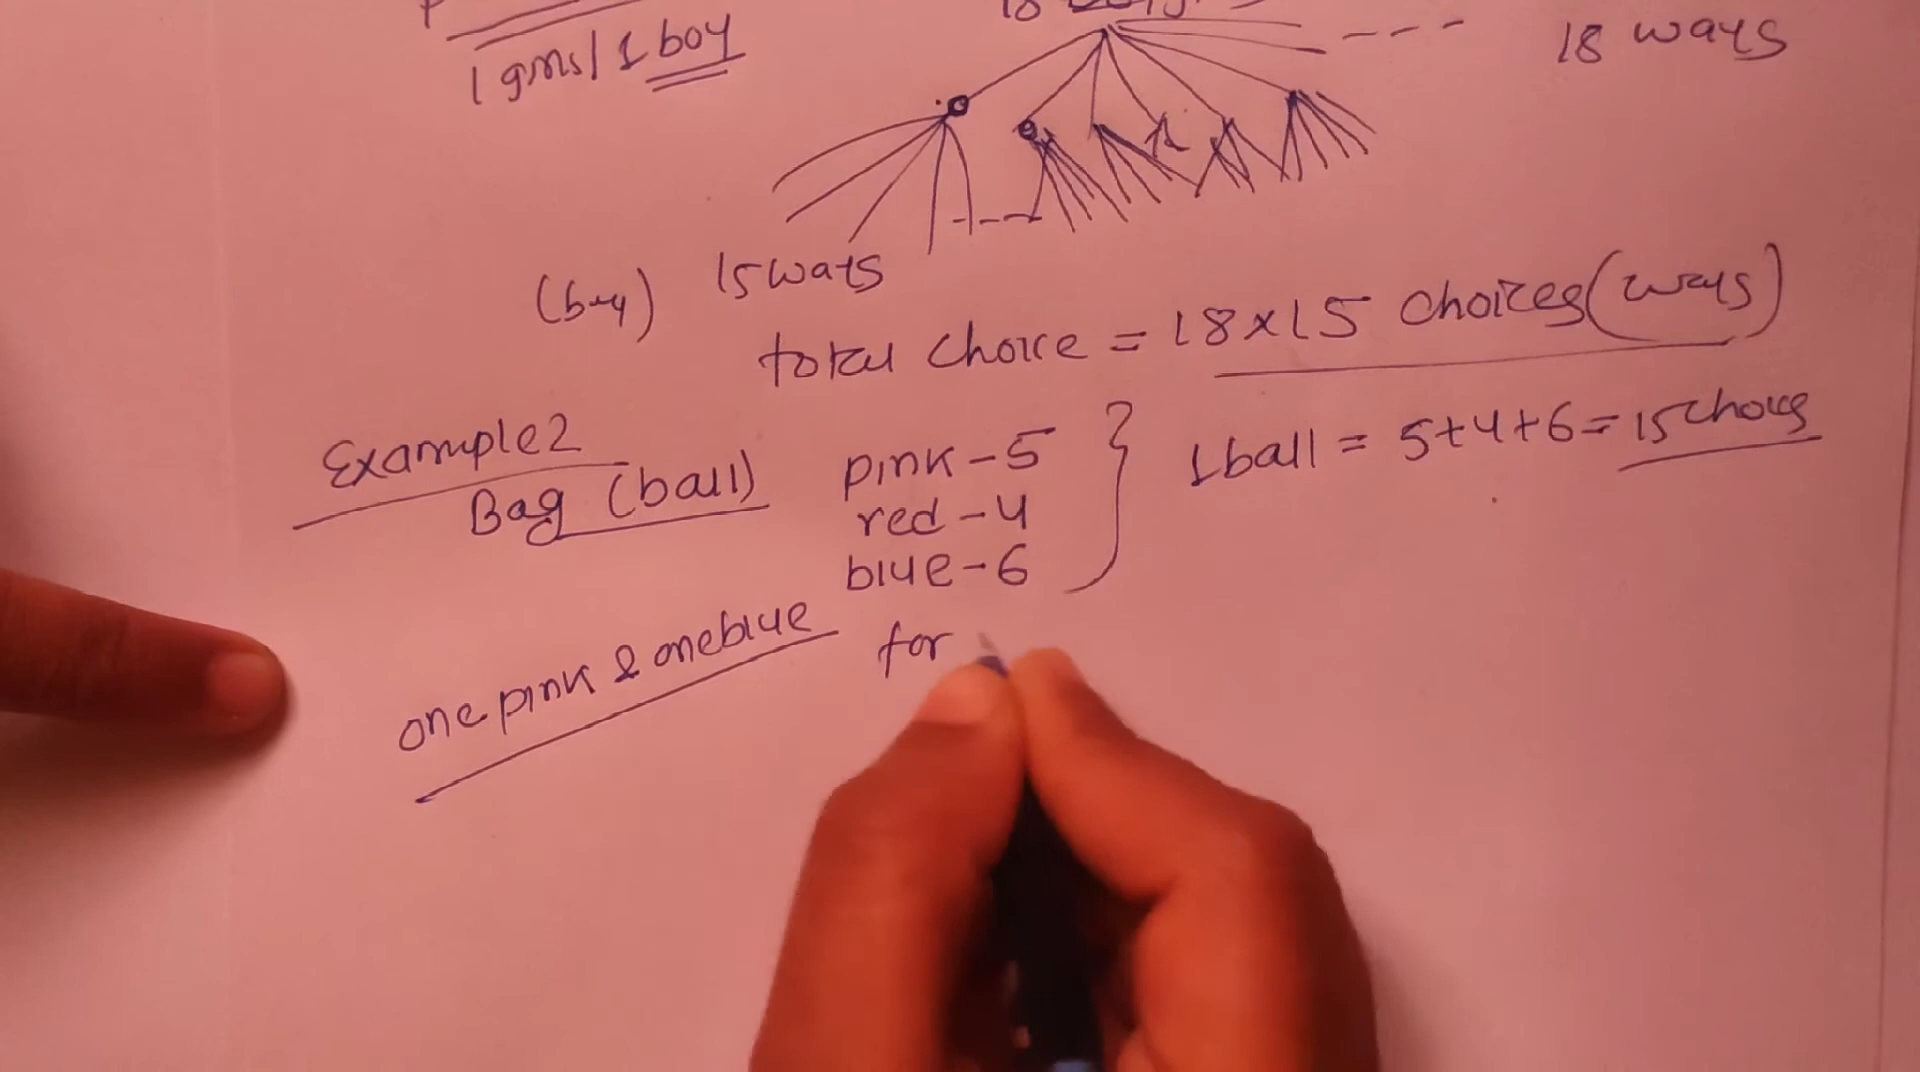 1 gms / 1 boy
18 ways
(boy) 15 ways
total choice = 18 x 15 choices (ways)
Example 2
Bag (ball)
pink - 5
red - 4
blue - 6
1 ball = 5+4+6 = 15 choices
one pink & one blue
for